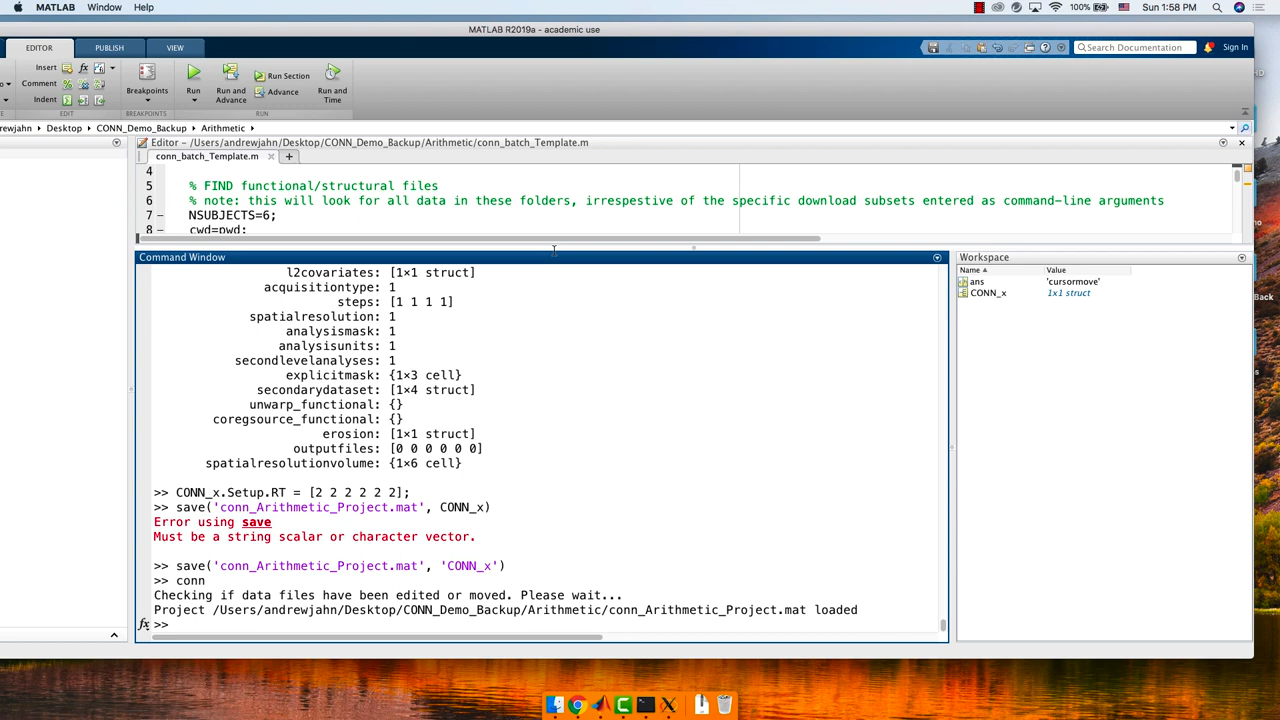 MATLAB Window Help
100% Sun 1:58 PM
MATLAB R2019a - academic use
EDITOR PUBLISH VIEW
Search Documentation Sign In
Insert fx
Comment
Indent
Breakpoints Run Run and Advance Run Section Advance Run and Time
EDIT BREAKPOINTS RUN
rewjahn Desktop CONN_Demo_Backup Arithmetic
Editor - /Users/andrewjahn/Desktop/CONN_Demo_Backup/Arithmetic/conn_batch_Template.m
conn_batch_Template.m
4
5 % FIND functional/structural files
6 % note: this will look for all data in these folders, irrespestive of the specific download subsets entered as command-line arguments
7 NSUBJECTS=6;
8 cwd=pwd;
Command Window
l2covariates: [1×1 struct]
acquisitiontype: 1
steps: [1 1 1 1]
spatialresolution: 1
analysismask: 1
analysisunits: 1
secondlevelanalyses: 1
explicitmask: {1×3 cell}
secondarydataset: [1×4 struct]
unwarp_functional: {}
coregsource_functional: {}
erosion: [1×1 struct]
outputfiles: [0 0 0 0 0 0]
spatialresolutionvolume: {1×6 cell}
>> CONN_x.Setup.RT = [2 2 2 2 2 2];
>> save('conn_Arithmetic_Project.mat', CONN_x)
Error using save
Must be a string scalar or character vector.
>> save('conn_Arithmetic_Project.mat', 'CONN_x')
>> conn
Checking if data files have been edited or moved. Please wait...
Project /Users/andrewjahn/Desktop/CONN_Demo_Backup/Arithmetic/conn_Arithmetic_Project.mat loaded
fx >>
Workspace
Name Value
ans 'cursormove'
CONN_x 1x1 struct
Back